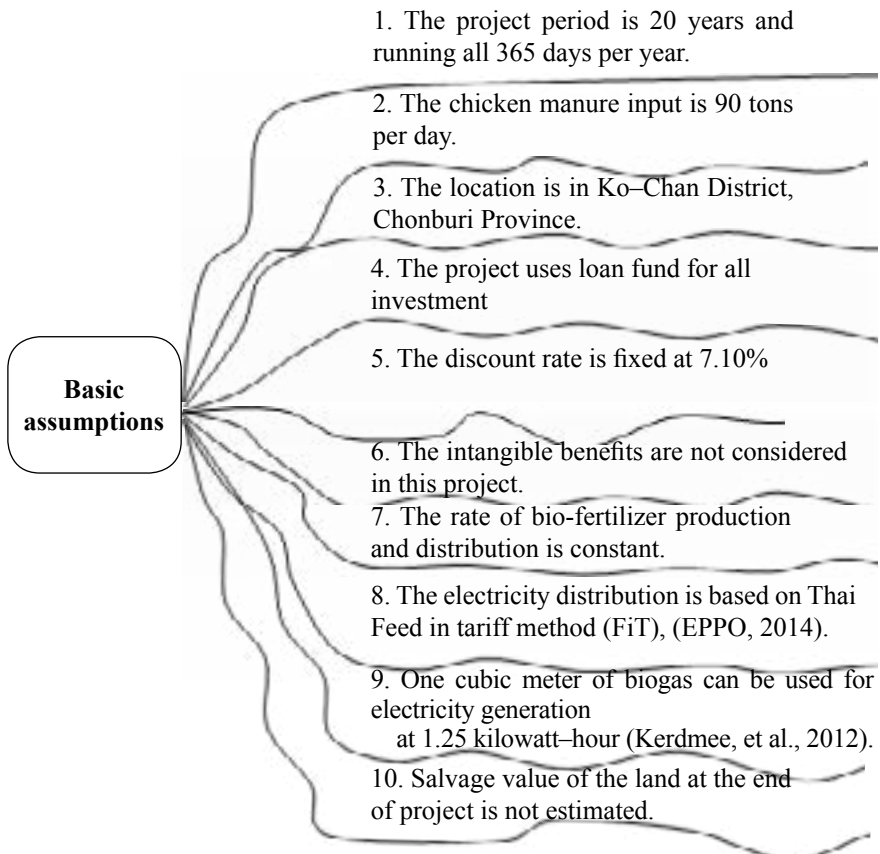 1. The project period is 20 years and
running all 365 days per year.
2. The chicken manure input is 90 tons
per day.
3. The location is in Ko–Chan District,
Chonburi Province.
4. The project uses loan fund for all
investment
5. The discount rate is fixed at 7.10%
Basic
assumptions
6. The intangible benefits are not considered
in this project.
7. The rate of bio-fertilizer production
and distribution is constant.
8. The electricity distribution is based on Thai
Feed in tariff method (FiT), (EPPO, 2014).
9. One cubic meter of biogas can be used for
electricity generation
at 1.25 kilowatt–hour (Kerdmee, et al., 2012).
10. Salvage value of the land at the end
of project is not estimated.